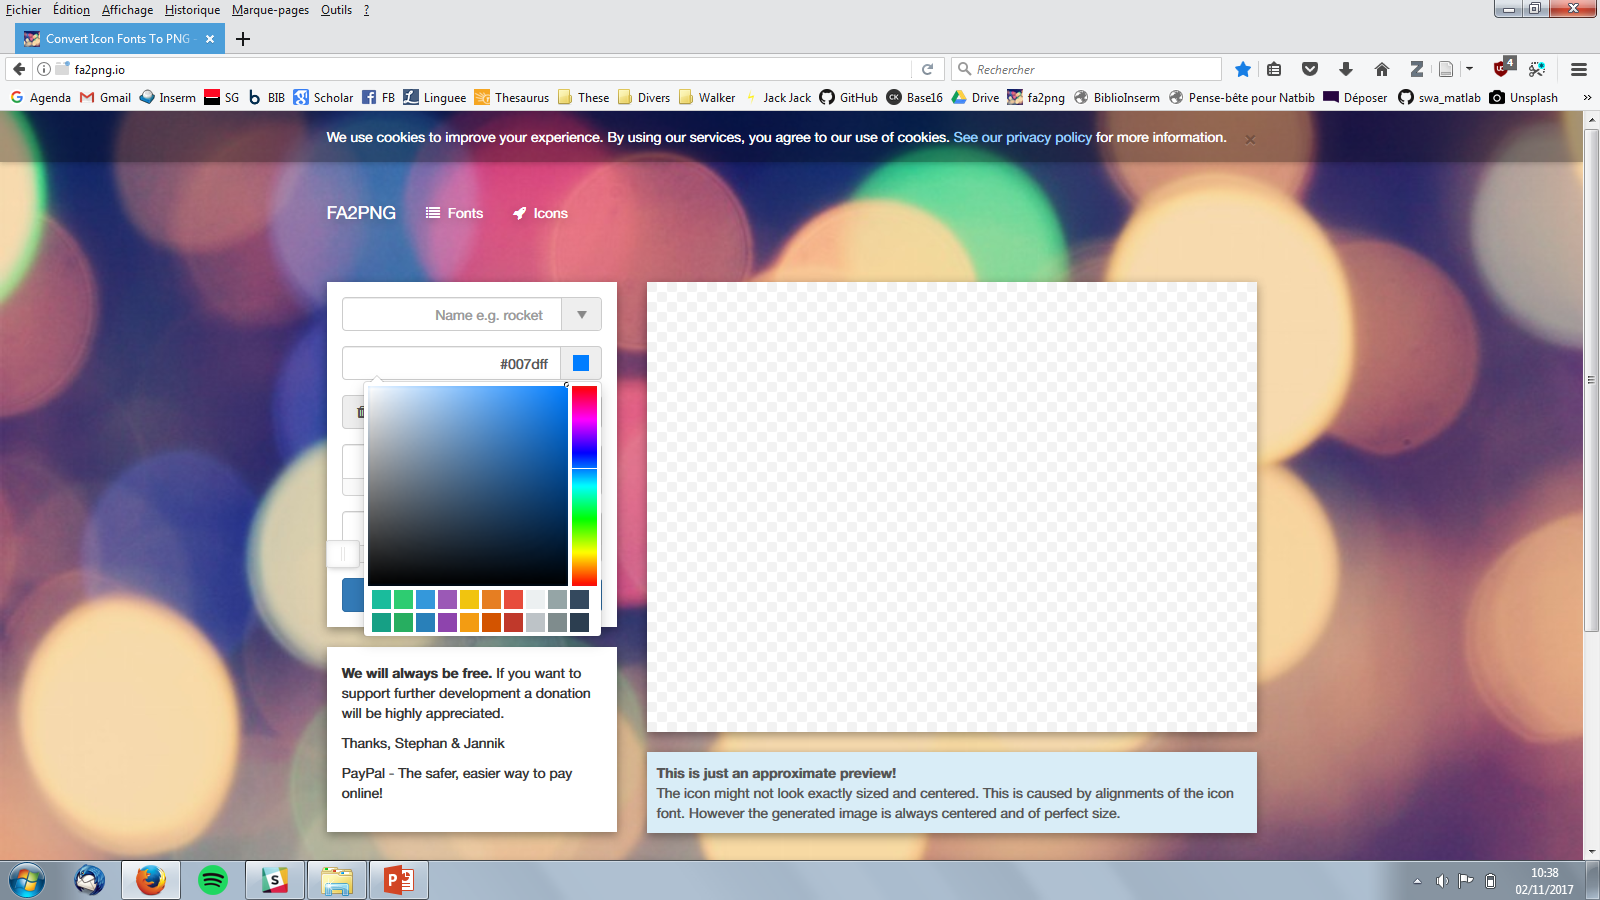 Fichier Édition Affichage Historique Marque-pages Outils ?
Convert Icon Fonts To PNG
fa2png.io
Rechercher
4
Agenda Gmail Inserm SG BIB Scholar FB Linguee Thesaurus These Divers Walker Jack Jack GitHub Base16 Drive fa2png BiblioInserm Pense-bête pour Natbib Déposer swa_matlab Unsplash »
We use cookies to improve your experience. By using our services, you agree to our use of cookies. See our privacy policy for more information. ×
FA2PNG Fonts Icons
Name e.g. rocket
#007dff
We will always be free. If you want to
support further development a donation
will be highly appreciated.
Thanks, Stephan & Jannik
PayPal - The safer, easier way to pay
online!
This is just an approximate preview!
The icon might not look exactly sized and centered. This is caused by alignments of the icon
font. However the generated image is always centered and of perfect size.
10:38
02/11/2017